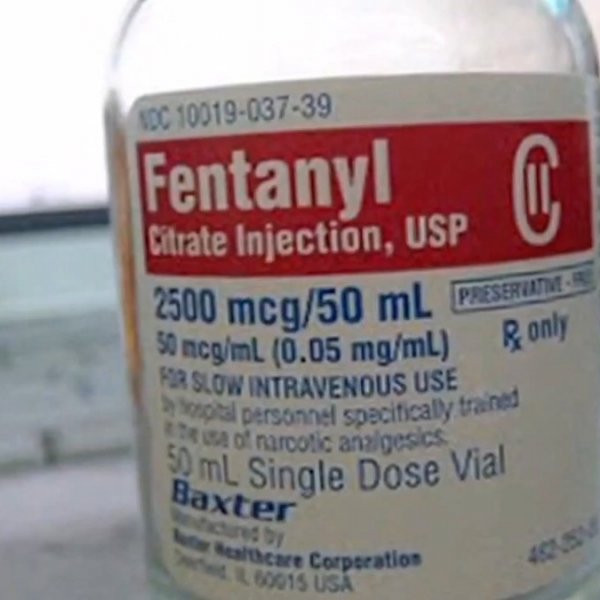 NDC 10019-037-39
Fentanyl CII
Citrate Injection, USP
2500 mcg/50 mL PRESERVATIVE-FREE
50 mcg/mL (0.05 mg/mL) Rx only
FOR SLOW INTRAVENOUS USE
by hospital personnel specifically trained
in the use of narcotic analgesics.
50 mL Single Dose Vial
Baxter
Manufactured by
Baxter Healthcare Corporation
Deerfield, IL 60015 USA